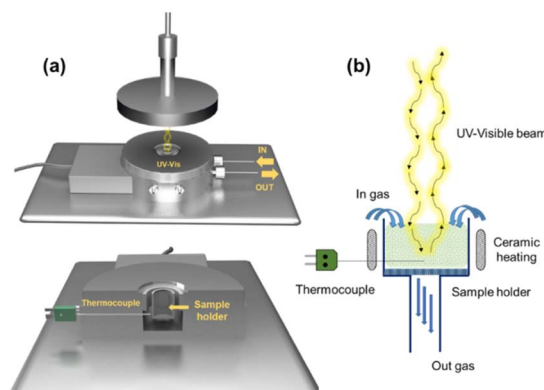 (a)
IN
UV-Vis
OUT
Thermocouple
Sample
holder
(b)
UV-Visible beam
In gas
Ceramic
heating
Thermocouple
Sample holder
Out gas